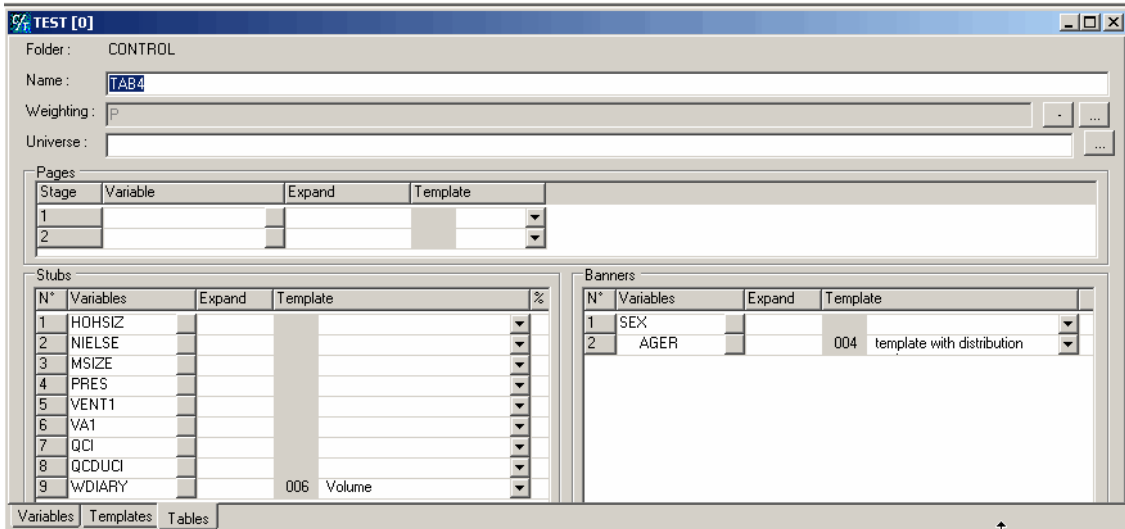 TEST [0]
Folder : CONTROL
Name : TAB4
Weighting : P - ...
Universe : ...
Pages
Stage Variable Expand Template
1
2
Stubs
N° Variables Expand Template %
1 HOHSIZ
2 NIELSE
3 MSIZE
4 PRES
5 VENT1
6 VA1
7 QCI
8 QCDUCI
9 WDIARY 006 Volume
Banners
N° Variables Expand Template
1 SEX
2 AGER 004 template with distribution
Variables Templates Tables